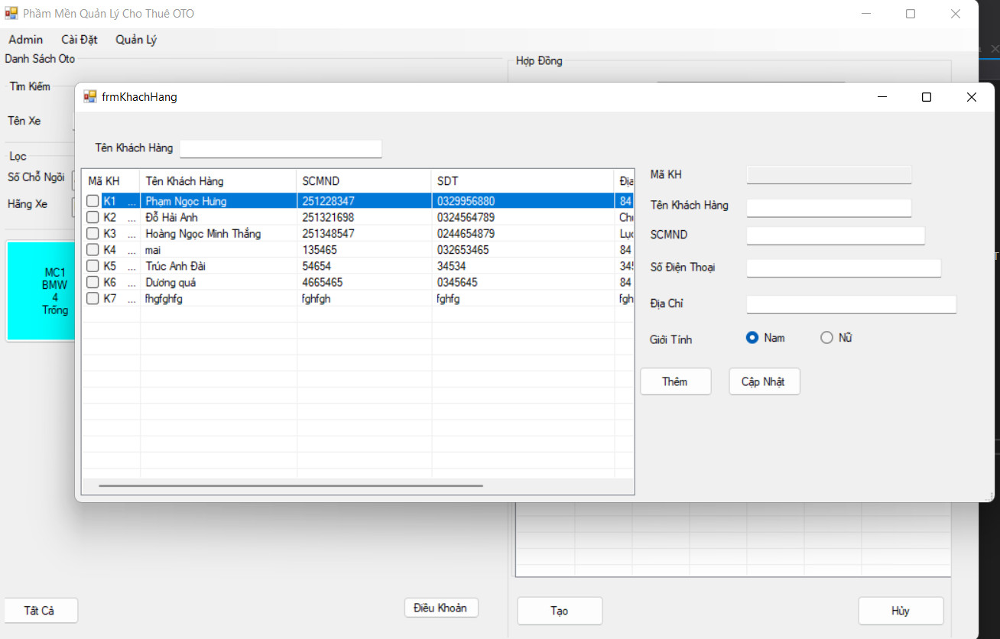 Phầm Mền Quản Lý Cho Thuê OTO
Admin Cài Đặt Quản Lý
Danh Sách Oto
Hợp Đồng
Tìm Kiếm
Tên Xe
Lọc
Số Chỗ Ngồi
Hãng Xe
MC1
BMW
4
Trống
frmKhachHang
Tên Khách Hàng
Mã KH Tên Khách Hàng SCMND SDT Địa
K1 ... Phạm Ngọc Hưng 251228347 0329956880 84
K2 ... Đỗ Hải Anh 251321698 0324564789
K3 ... Hoàng Ngọc Minh Thắng 251348547 0244654879
K4 ... mai 135465 032653465 84
K5 ... Trúc Anh Đài 54654 34534 345
K6 ... Dương quá 4665465 0345645 84
K7 ... fhgfghfg fghfgh fghfg fgh
Mã KH
Tên Khách Hàng
SCMND
Số Điện Thoại
Địa Chỉ
Giới Tính Nam Nữ
Thêm Cập Nhật
Tất Cả Điều Khoản Tạo Hủy